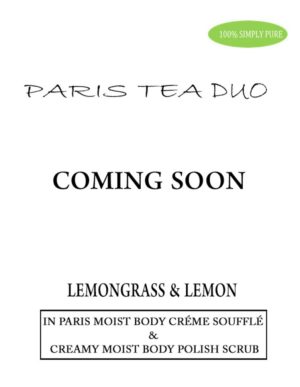 100% SIMPLY PURE
PARIS TEA DUO
COMING SOON
LEMONGRASS & LEMON
IN PARIS MOIST BODY CRÉME SOUFFLÉ
&
CREAMY MOIST BODY POLISH SCRUB